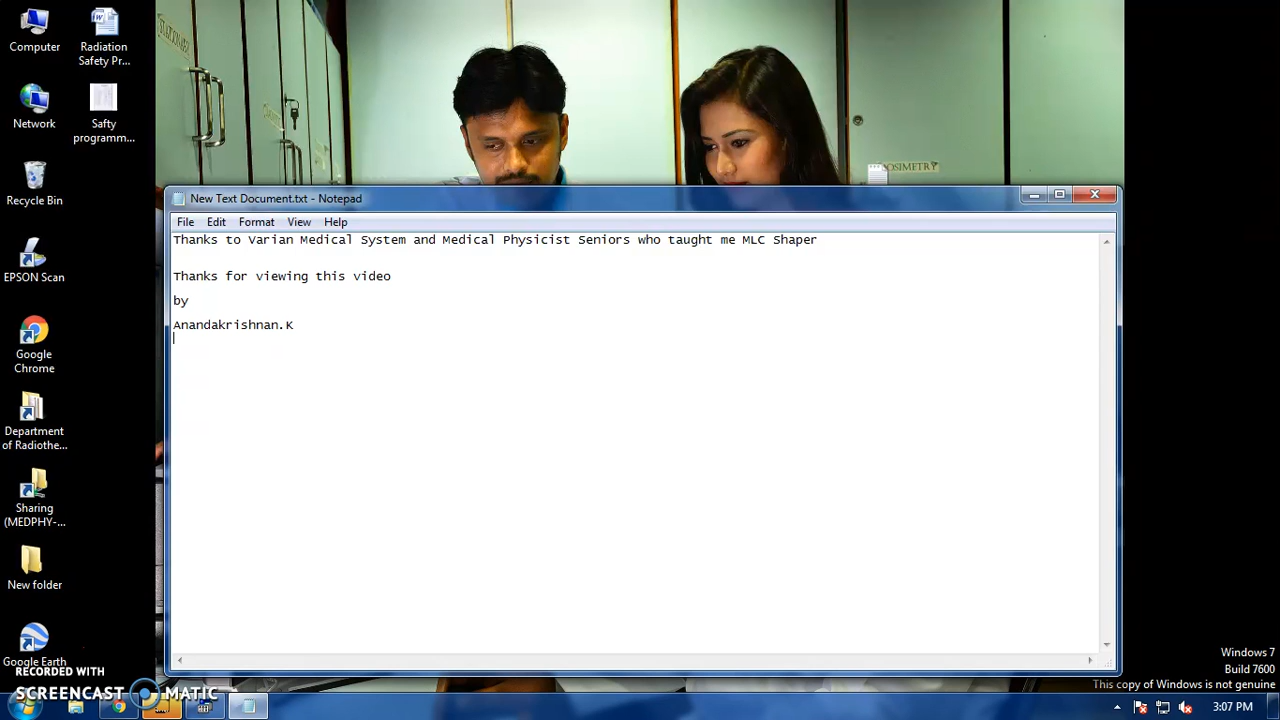 Computer
Radiation
Safety Pr...
Network
Safty
programm...
Recycle Bin
EPSON Scan
Google
Chrome
Department
of Radiothe...
Sharing
(MEDPHY-...
New folder
Google Earth
New Text Document.txt - Notepad
File Edit Format View Help
Thanks to Varian Medical System and Medical Physicist Seniors who taught me MLC Shaper
Thanks for viewing this video
by
Anandakrishnan.K
RECORDED WITH
SCREENCAST MATIC
Windows 7
Build 7600
This copy of Windows is not genuine
3:07 PM